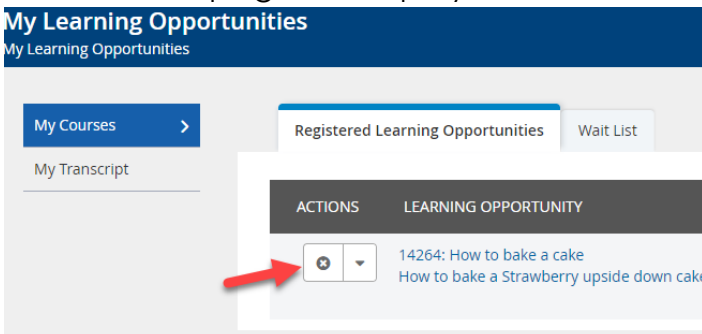 My Learning Opportunities
My Learning Opportunities
My Courses
My Transcript
Registered Learning Opportunities
Wait List
ACTIONS LEARNING OPPORTUNITY
14264: How to bake a cake
How to bake a Strawberry upside down cake